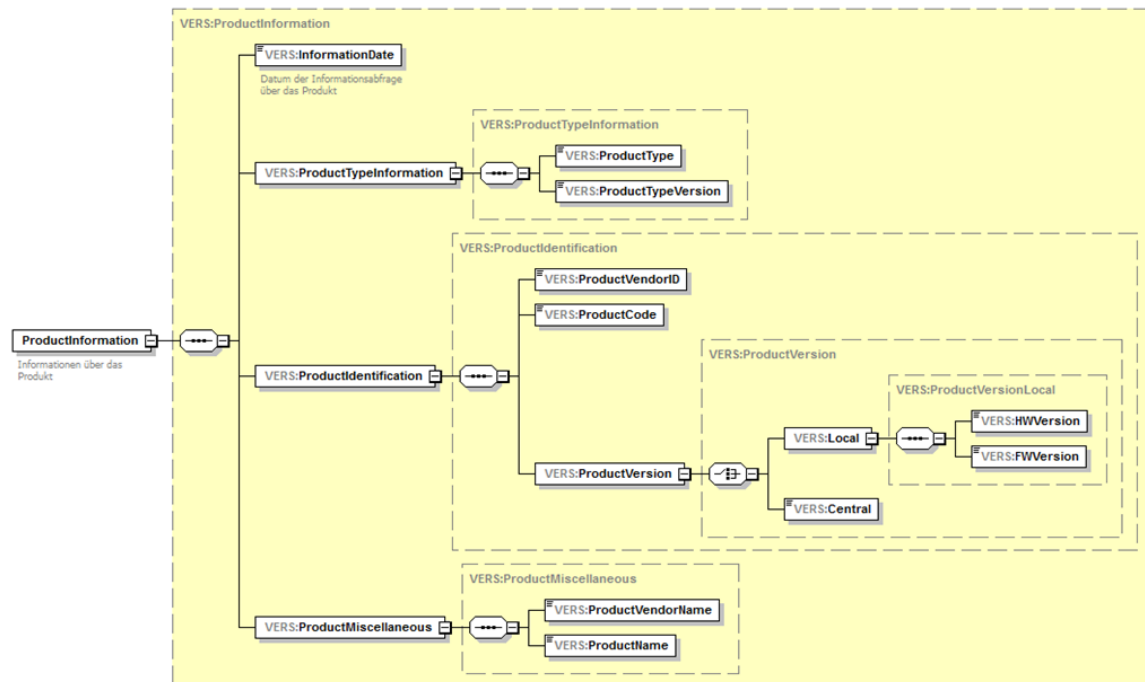 VERS:ProductInformation
VERS:InformationDate
Datum der Informationsabfrage
über das Produkt
VERS:ProductTypeInformation
VERS:ProductType
VERS:ProductTypeInformation
VERS:ProductTypeVersion
VERS:ProductIdentification
VERS:ProductVendorID
VERS:ProductCode
ProductInformation
Informationen über das
Produkt
VERS:ProductIdentification
VERS:ProductVersion
VERS:ProductVersionLocal
VERS:HWVersion
VERS:Local
VERS:FWVersion
VERS:ProductVersion
VERS:Central
VERS:ProductMiscellaneous
VERS:ProductVendorName
VERS:ProductMiscellaneous
VERS:ProductName